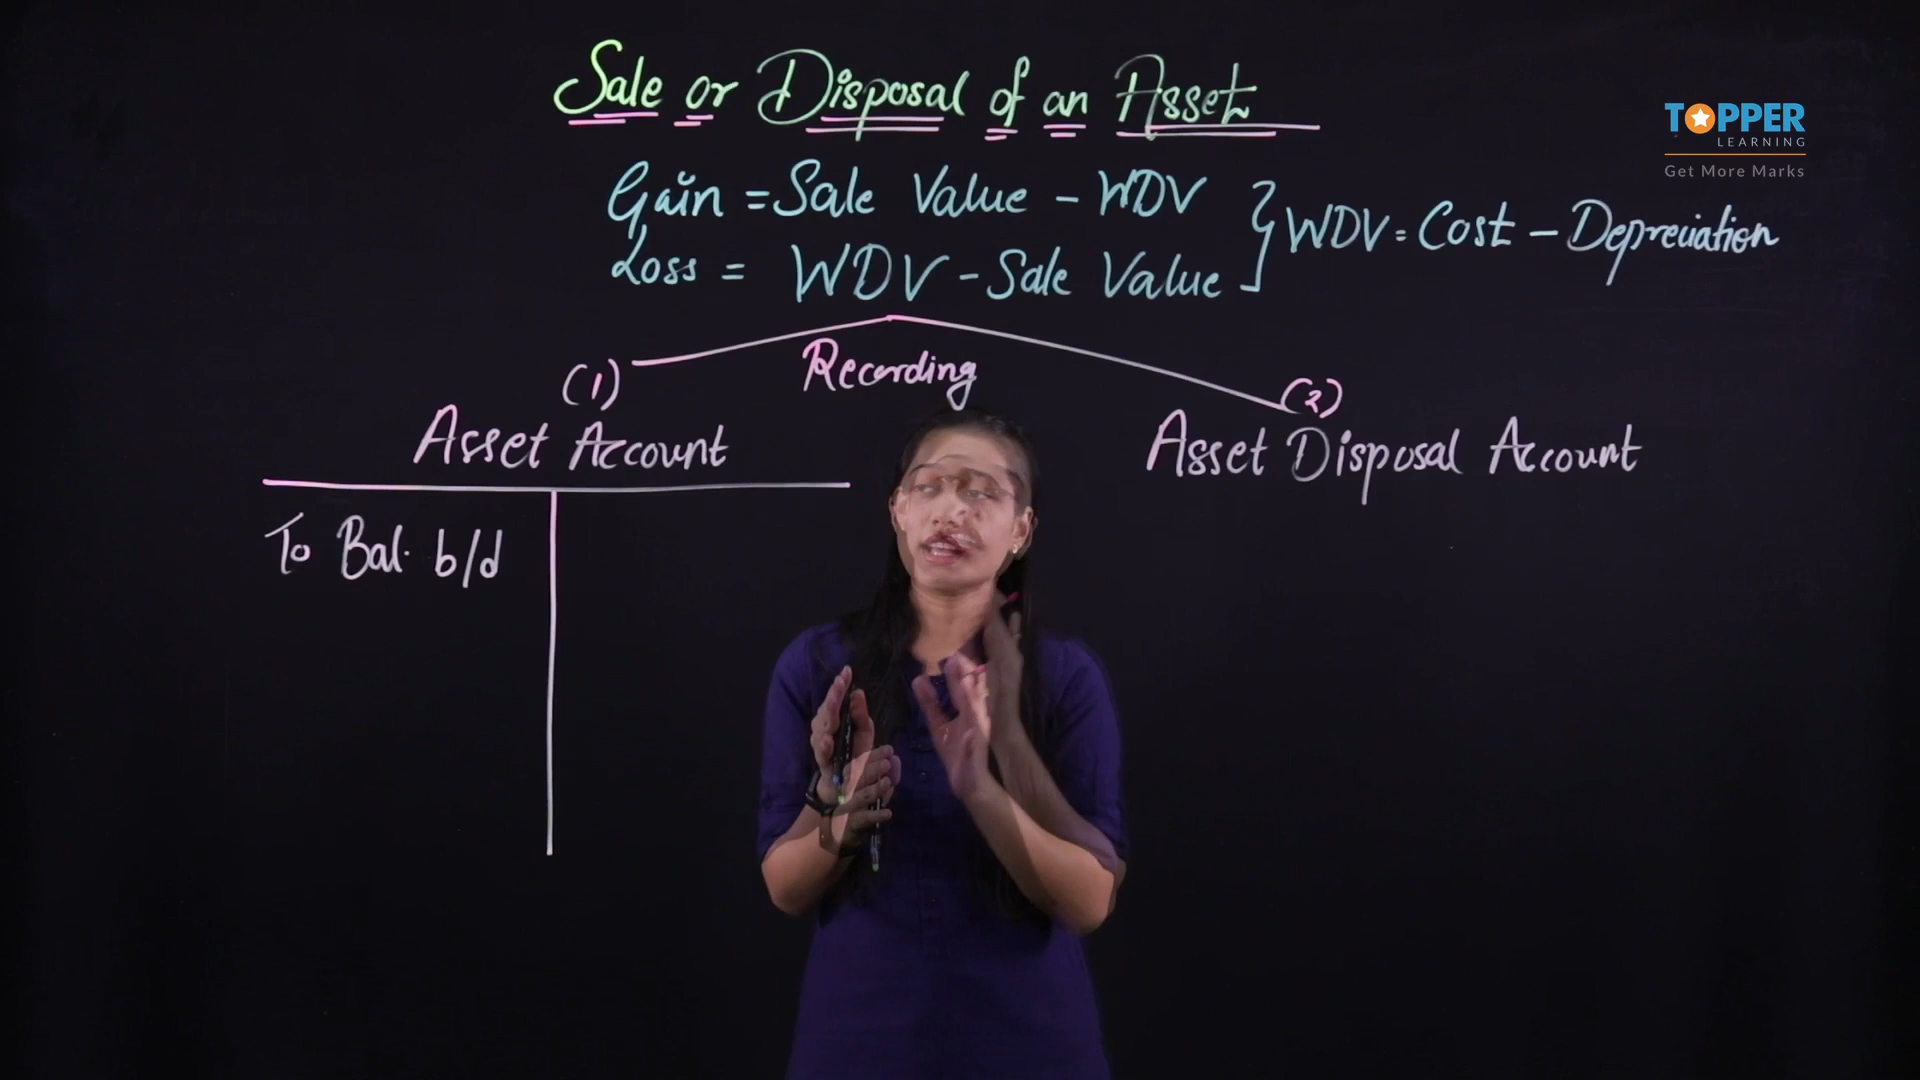 Sale or Disposal of an Asset
TOPPER
LEARNING
Get More Marks
Gain = Sale Value - WDV
Loss = WDV - Sale Value
WDV = Cost - Depreciation
Recording
(1)
Asset Account
To Bal. b/d
(2)
Asset Disposal Account